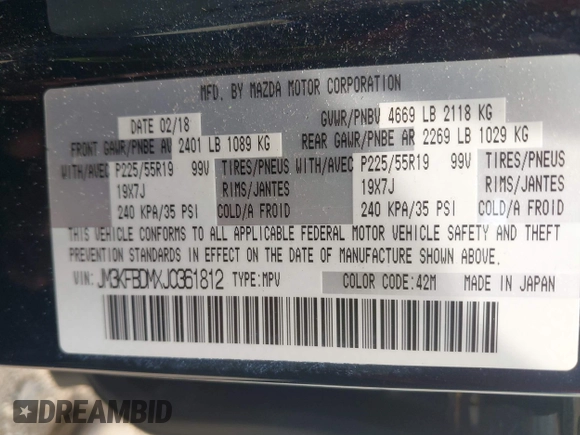 MFD. BY MAZDA MOTOR CORPORATION
DATE 02/18 GVWR/PNBV 4669 LB 2118 KG
FRONT GAWR/PNBE AV 2401 LB 1089 KG REAR GAWR/PNBE AR 2269 LB 1029 KG
WITH/AVEC P225/55R19 99V TIRES/PNEUS WITH/AVEC P225/55R19 99V TIRES/PNEUS
19X7J RIMS/JANTES 19X7J RIMS/JANTES
240 KPA/35 PSI COLD/A FROID 240 KPA/35 PSI COLD/A FROID
THIS VEHICLE CONFORMS TO ALL APPLICABLE FEDERAL MOTOR VEHICLE SAFETY AND THEFT
PREVENTION STANDARDS IN EFFECT ON THE DATE OF MANUFACTURE SHOWN ABOVE.
VIN: JM3KFBDMXJ0361812 TYPE:MPV COLOR CODE:42M MADE IN JAPAN
DREAMBID